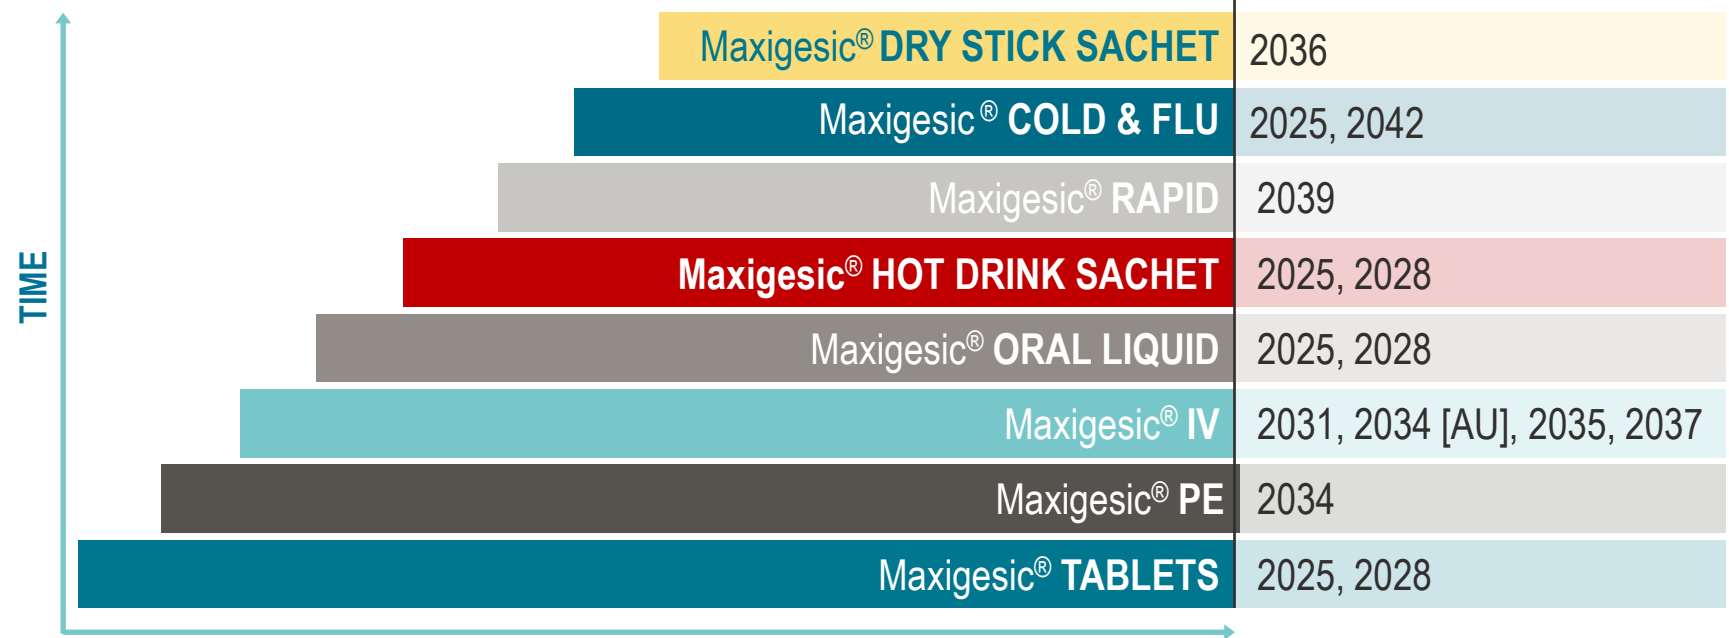 Maxigesic® DRY STICK SACHET 2036
Maxigesic® COLD & FLU 2025, 2042
Maxigesic® RAPID 2039
Maxigesic® HOT DRINK SACHET 2025, 2028
TIME
Maxigesic® ORAL LIQUID 2025, 2028
Maxigesic® IV 2031, 2034 [AU], 2035, 2037
Maxigesic® PE 2034
Maxigesic® TABLETS 2025, 2028